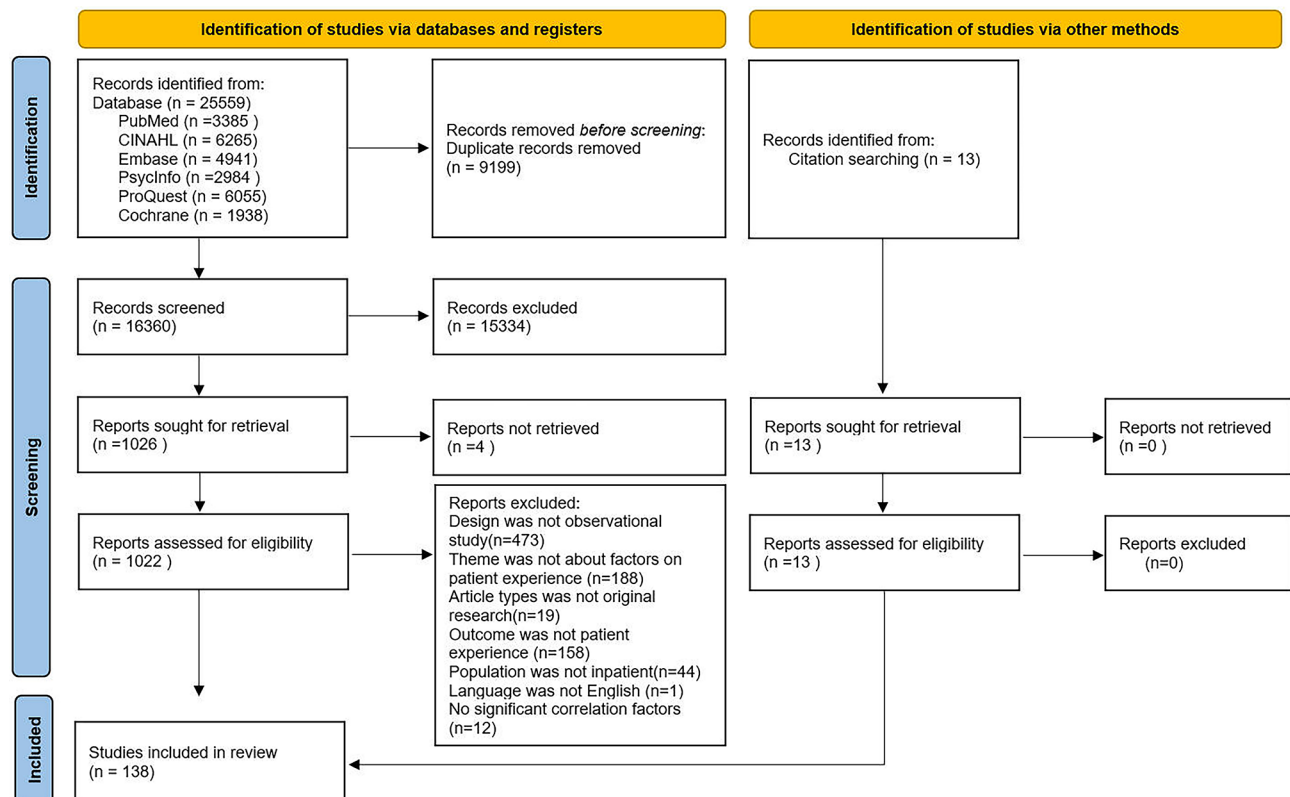 Identification of studies via databases and registers
Identification of studies via other methods
Identification
Records identified from:
Database (n = 25559)
PubMed (n =3385 )
CINAHL (n = 6265)
Embase (n = 4941)
PsycInfo (n =2984 )
ProQuest (n = 6055)
Cochrane (n = 1938)
Records removed before screening:
Duplicate records removed
(n = 9199)
Records identified from:
Citation searching (n = 13)
Screening
Records screened
(n = 16360)
Records excluded
(n = 15334)
Reports sought for retrieval
(n =1026 )
Reports not retrieved
(n =4 )
Reports sought for retrieval
(n =13 )
Reports not retrieved
(n =0 )
Reports assessed for eligibility
(n =1022 )
Reports excluded:
Design was not observational
study(n=473)
Theme was not about factors on
patient experience (n=188)
Article types was not original
research(n=19)
Outcome was not patient
experience (n=158)
Population was not inpatient(n=44)
Language was not English (n=1)
No significant correlation factors
(n=12)
Reports assessed for eligibility
(n =13 )
Reports excluded
(n=0)
Included
Studies included in review
(n = 138)